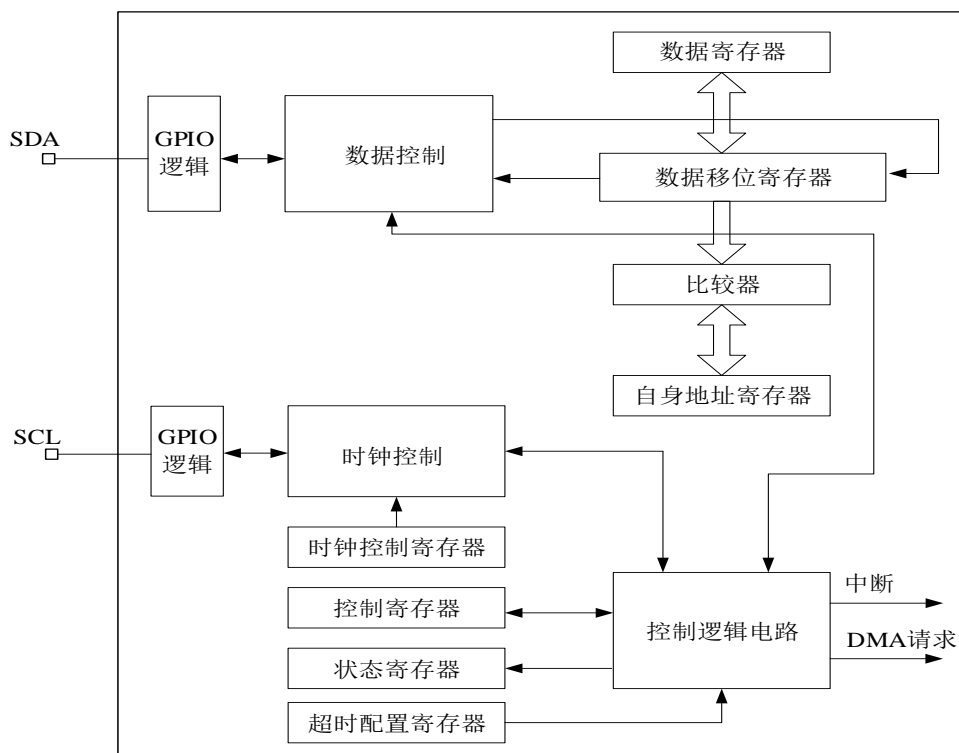 数据寄存器
SDA
GPIO
逻辑
数据控制
数据移位寄存器
比较器
自身地址寄存器
SCL
GPIO
逻辑
时钟控制
时钟控制寄存器
控制寄存器
状态寄存器
超时配置寄存器
控制逻辑电路
中断
DMA请求